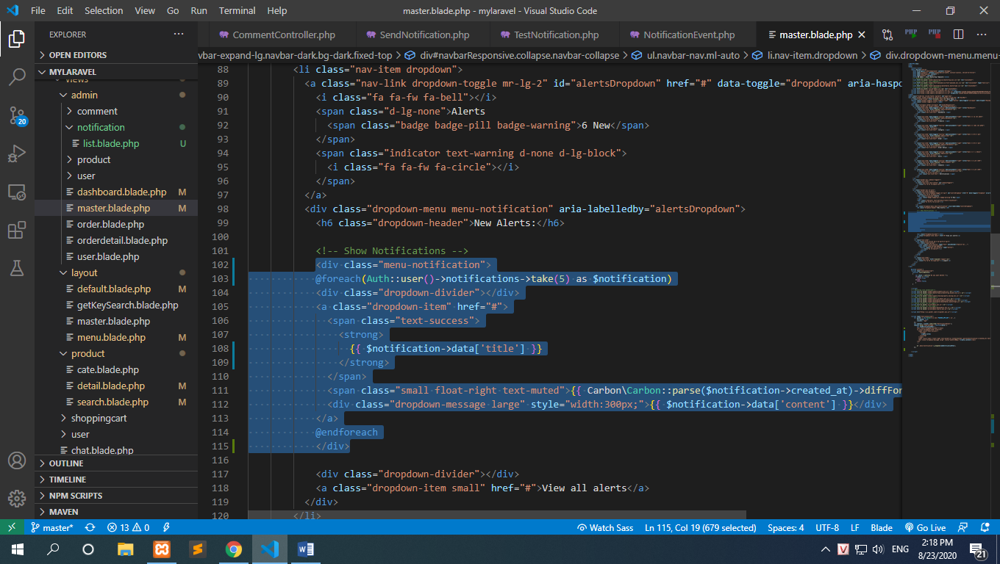 File Edit Selection View Go Run Terminal Help
master.blade.php - mylaravel - Visual Studio Code
EXPLORER
CommentController.php
SendNotification.php
TestNotification.php
NotificationEvent.php
master.blade.php
PHP PHP
OPEN EDITORS
MYLARAVEL
avbar-expand-lg.navbar-dark.bg-dark.fixed-top > div#navbarResponsive.collapse.navbar-collapse > ul.navbar-nav.ml-auto > li.nav-item.dropdown > div.dropdown-menu.menu-
views
admin
comment
notification
list.blade.php U
product
user
dashboard.blade.php M
master.blade.php M
order.blade.php
orderdetail.blade.php
user.blade.php
layout
default.blade.php M
getKeySearch.blade.php
master.blade.php
menu.blade.php M
product
cate.blade.php
detail.blade.php M
search.blade.php M
shoppingcart
user
chat.blade.php
OUTLINE
TIMELINE
NPM SCRIPTS
MAVEN
20
88 <li class="nav-item dropdown">
89 <a class="nav-link dropdown-toggle mr-lg-2" id="alertsDropdown" href="#" data-toggle="dropdown" aria-haspo
90 <i class="fa fa-fw fa-bell"></i>
91 <span class="d-lg-none">Alerts
92 <span class="badge badge-pill badge-warning">6 New</span>
93 </span>
94 <span class="indicator text-warning d-none d-lg-block">
95 <i class="fa fa-fw fa-circle"></i>
96 </span>
97 </a>
98 <div class="dropdown-menu menu-notification" aria-labelledby="alertsDropdown">
99 <h6 class="dropdown-header">New Alerts:</h6>
100
101 <!-- Show Notifications -->
102 <div class="menu-notification">
103 @foreach(Auth::user()->notifications->take(5) as $notification)
104 <div class="dropdown-divider"></div>
105 <a class="dropdown-item" href="#">
106 <span class="text-success">
107 <strong>
108 {{ $notification->data['title'] }}
109 </strong>
110 </span>
111 <span class="small float-right text-muted">{{ Carbon\Carbon::parse($notification->created_at)->diffFor
112 <div class="dropdown-message large" style="width:300px;">{{ $notification->data['content'] }}</div>
113 </a>
114 @endforeach
115 </div>
116
117 <div class="dropdown-divider"></div>
118 <a class="dropdown-item small" href="#">View all alerts</a>
119 </div>
120 </li>
master* 13 0
Watch Sass Ln 115, Col 19 (679 selected) Spaces: 4 UTF-8 LF Blade Go Live
V ENG
2:18 PM
8/23/2020
21